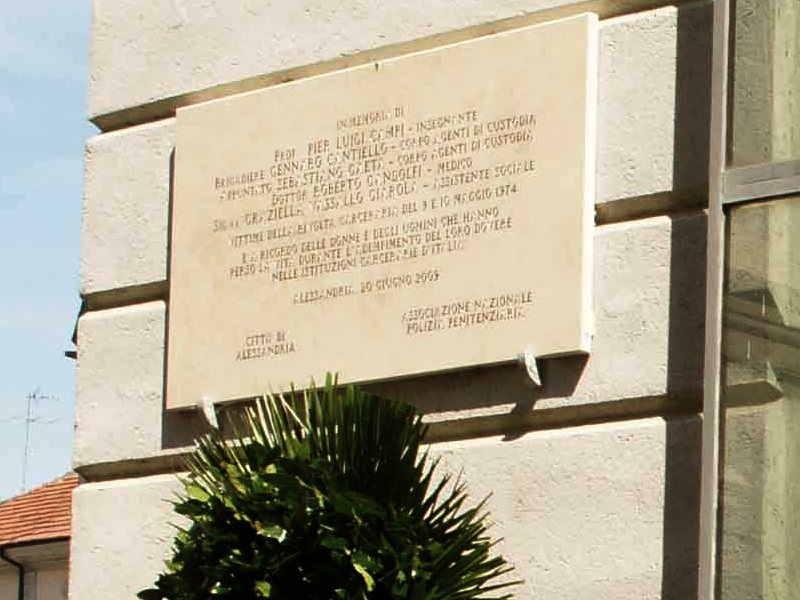 IN MEMORIA DI
PROF. PIER LUIGI CAMPI - INSEGNANTE
BRIGADIERE GENNARO CANTIELLO - CORPO AGENTI DI CUSTODIA
APPUNTATO SEBASTIANO GAETA - CORPO AGENTI DI CUSTODIA
DOTTOR ROBERTO GANDOLFI - MEDICO
SIG.RA GRAZIELLA VASSALLO GIAROLA - ASSISTENTE SOCIALE
VITTIME DELLA RIVOLTA CARCERARIA DEL 9 E 10 MAGGIO 1974
E A RICORDO DELLE DONNE E DEGLI UOMINI CHE HANNO
PERSO LA VITA DURANTE L'ADEMPIMENTO DEL LORO DOVERE
NELLE ISTITUZIONI CARCERARIE D'ITALIA
ALESSANDRIA, 20 GIUGNO 2009
CITTÀ DI
ALESSANDRIA
ASSOCIAZIONE NAZIONALE
POLIZIA PENITENZIARIA